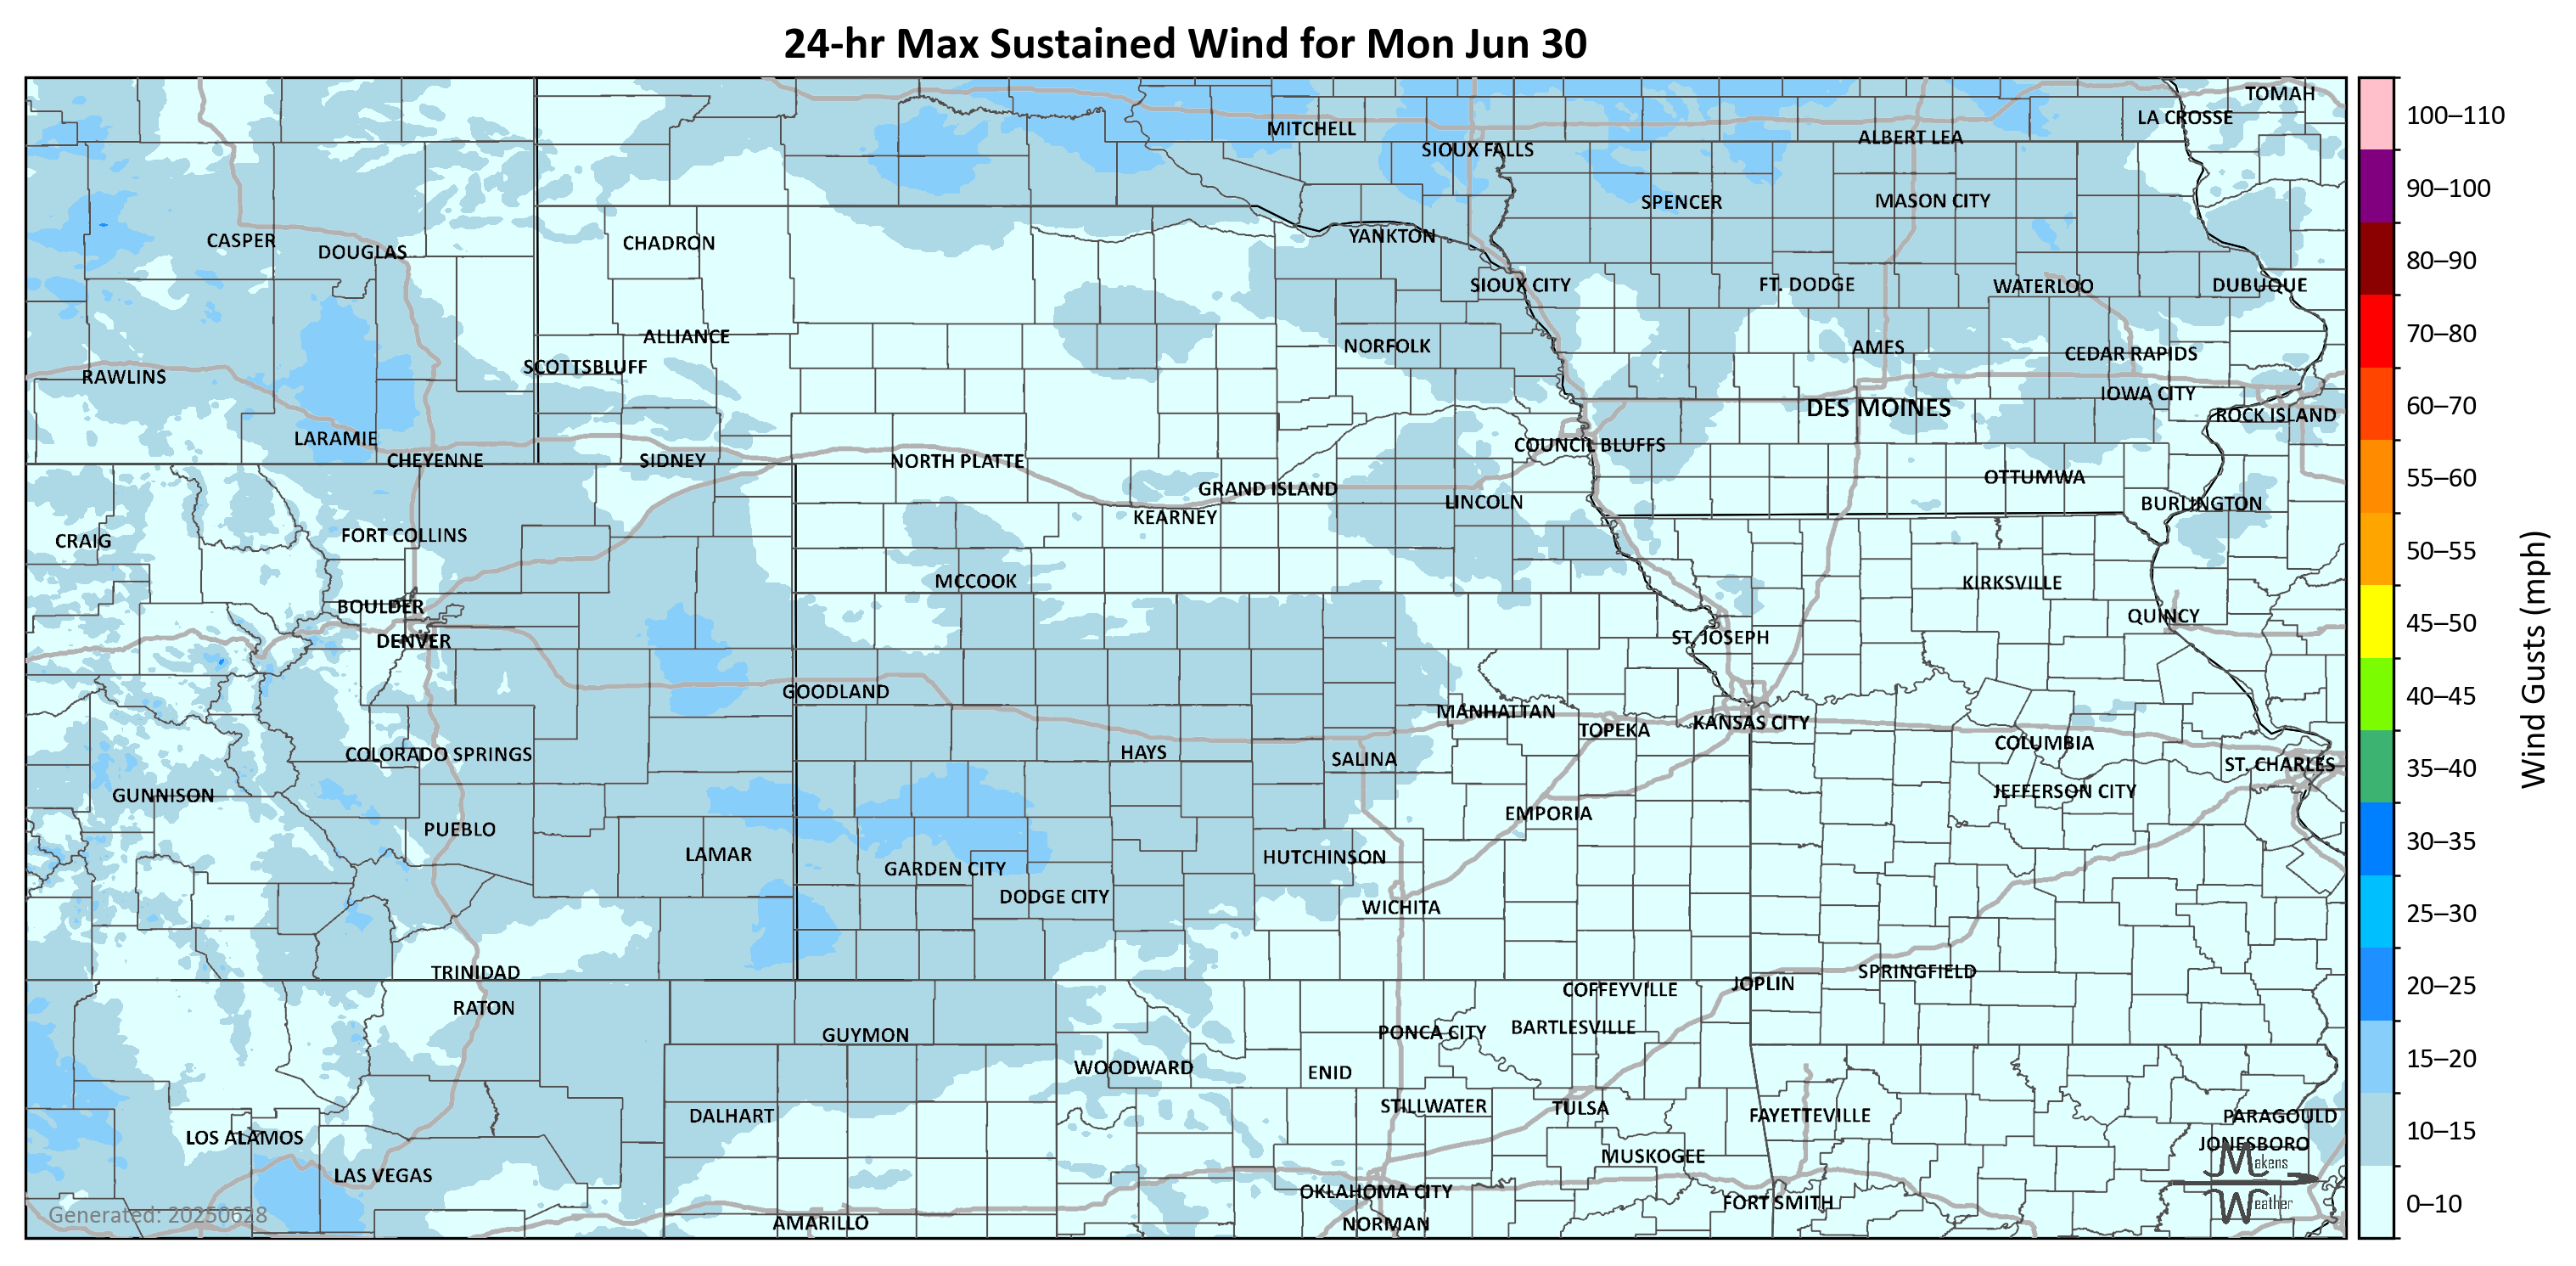 24-hr Max Sustained Wind for Mon Jun 30
TOMAH
LA CROSSE
MITCHELL
ALBERT LEA
SIOUX FALLS
SPENCER
MASON CITY
CASPER
DOUGLAS
CHADRON
YANKTON
SIOUX CITY
FT. DODGE
WATERLOO
DUBUQUE
ALLIANCE
NORFOLK
AMES
CEDAR RAPIDS
SCOTTSBLUFF
RAWLINS
IOWA CITY
DES MOINES
ROCK ISLAND
LARAMIE
COUNCIL BLUFFS
CHEYENNE
SIDNEY
NORTH PLATTE
OTTUMWA
GRAND ISLAND
LINCOLN
BURLINGTON
KEARNEY
FORT COLLINS
CRAIG
MCCOOK
KIRKSVILLE
BOULDER
QUINCY
DENVER
ST. JOSEPH
GOODLAND
MANHATTAN
TOPEKA
KANSAS CITY
COLUMBIA
COLORADO SPRINGS
HAYS
SALINA
ST. CHARLES
GUNNISON
JEFFERSON CITY
EMPORIA
PUEBLO
LAMAR
GARDEN CITY
HUTCHINSON
DODGE CITY
WICHITA
TRINIDAD
SPRINGFIELD
JOPLIN
COFFEYVILLE
RATON
GUYMON
PONCA CITY
BARTLESVILLE
WOODWARD
ENID
DALHART
STILLWATER
TULSA
FAYETTEVILLE
PARAGOULD
LOS ALAMOS
JONESBORO
MUSKOGEE
LAS VEGAS
OKLAHOMA CITY
FORT SMITH
AMARILLO
NORMAN
Generated: 20250628
Makens
Weather
100–110
90–100
80–90
70–80
60–70
55–60
50–55
45–50
40–45
35–40
30–35
25–30
20–25
15–20
10–15
0–10
Wind Gusts (mph)